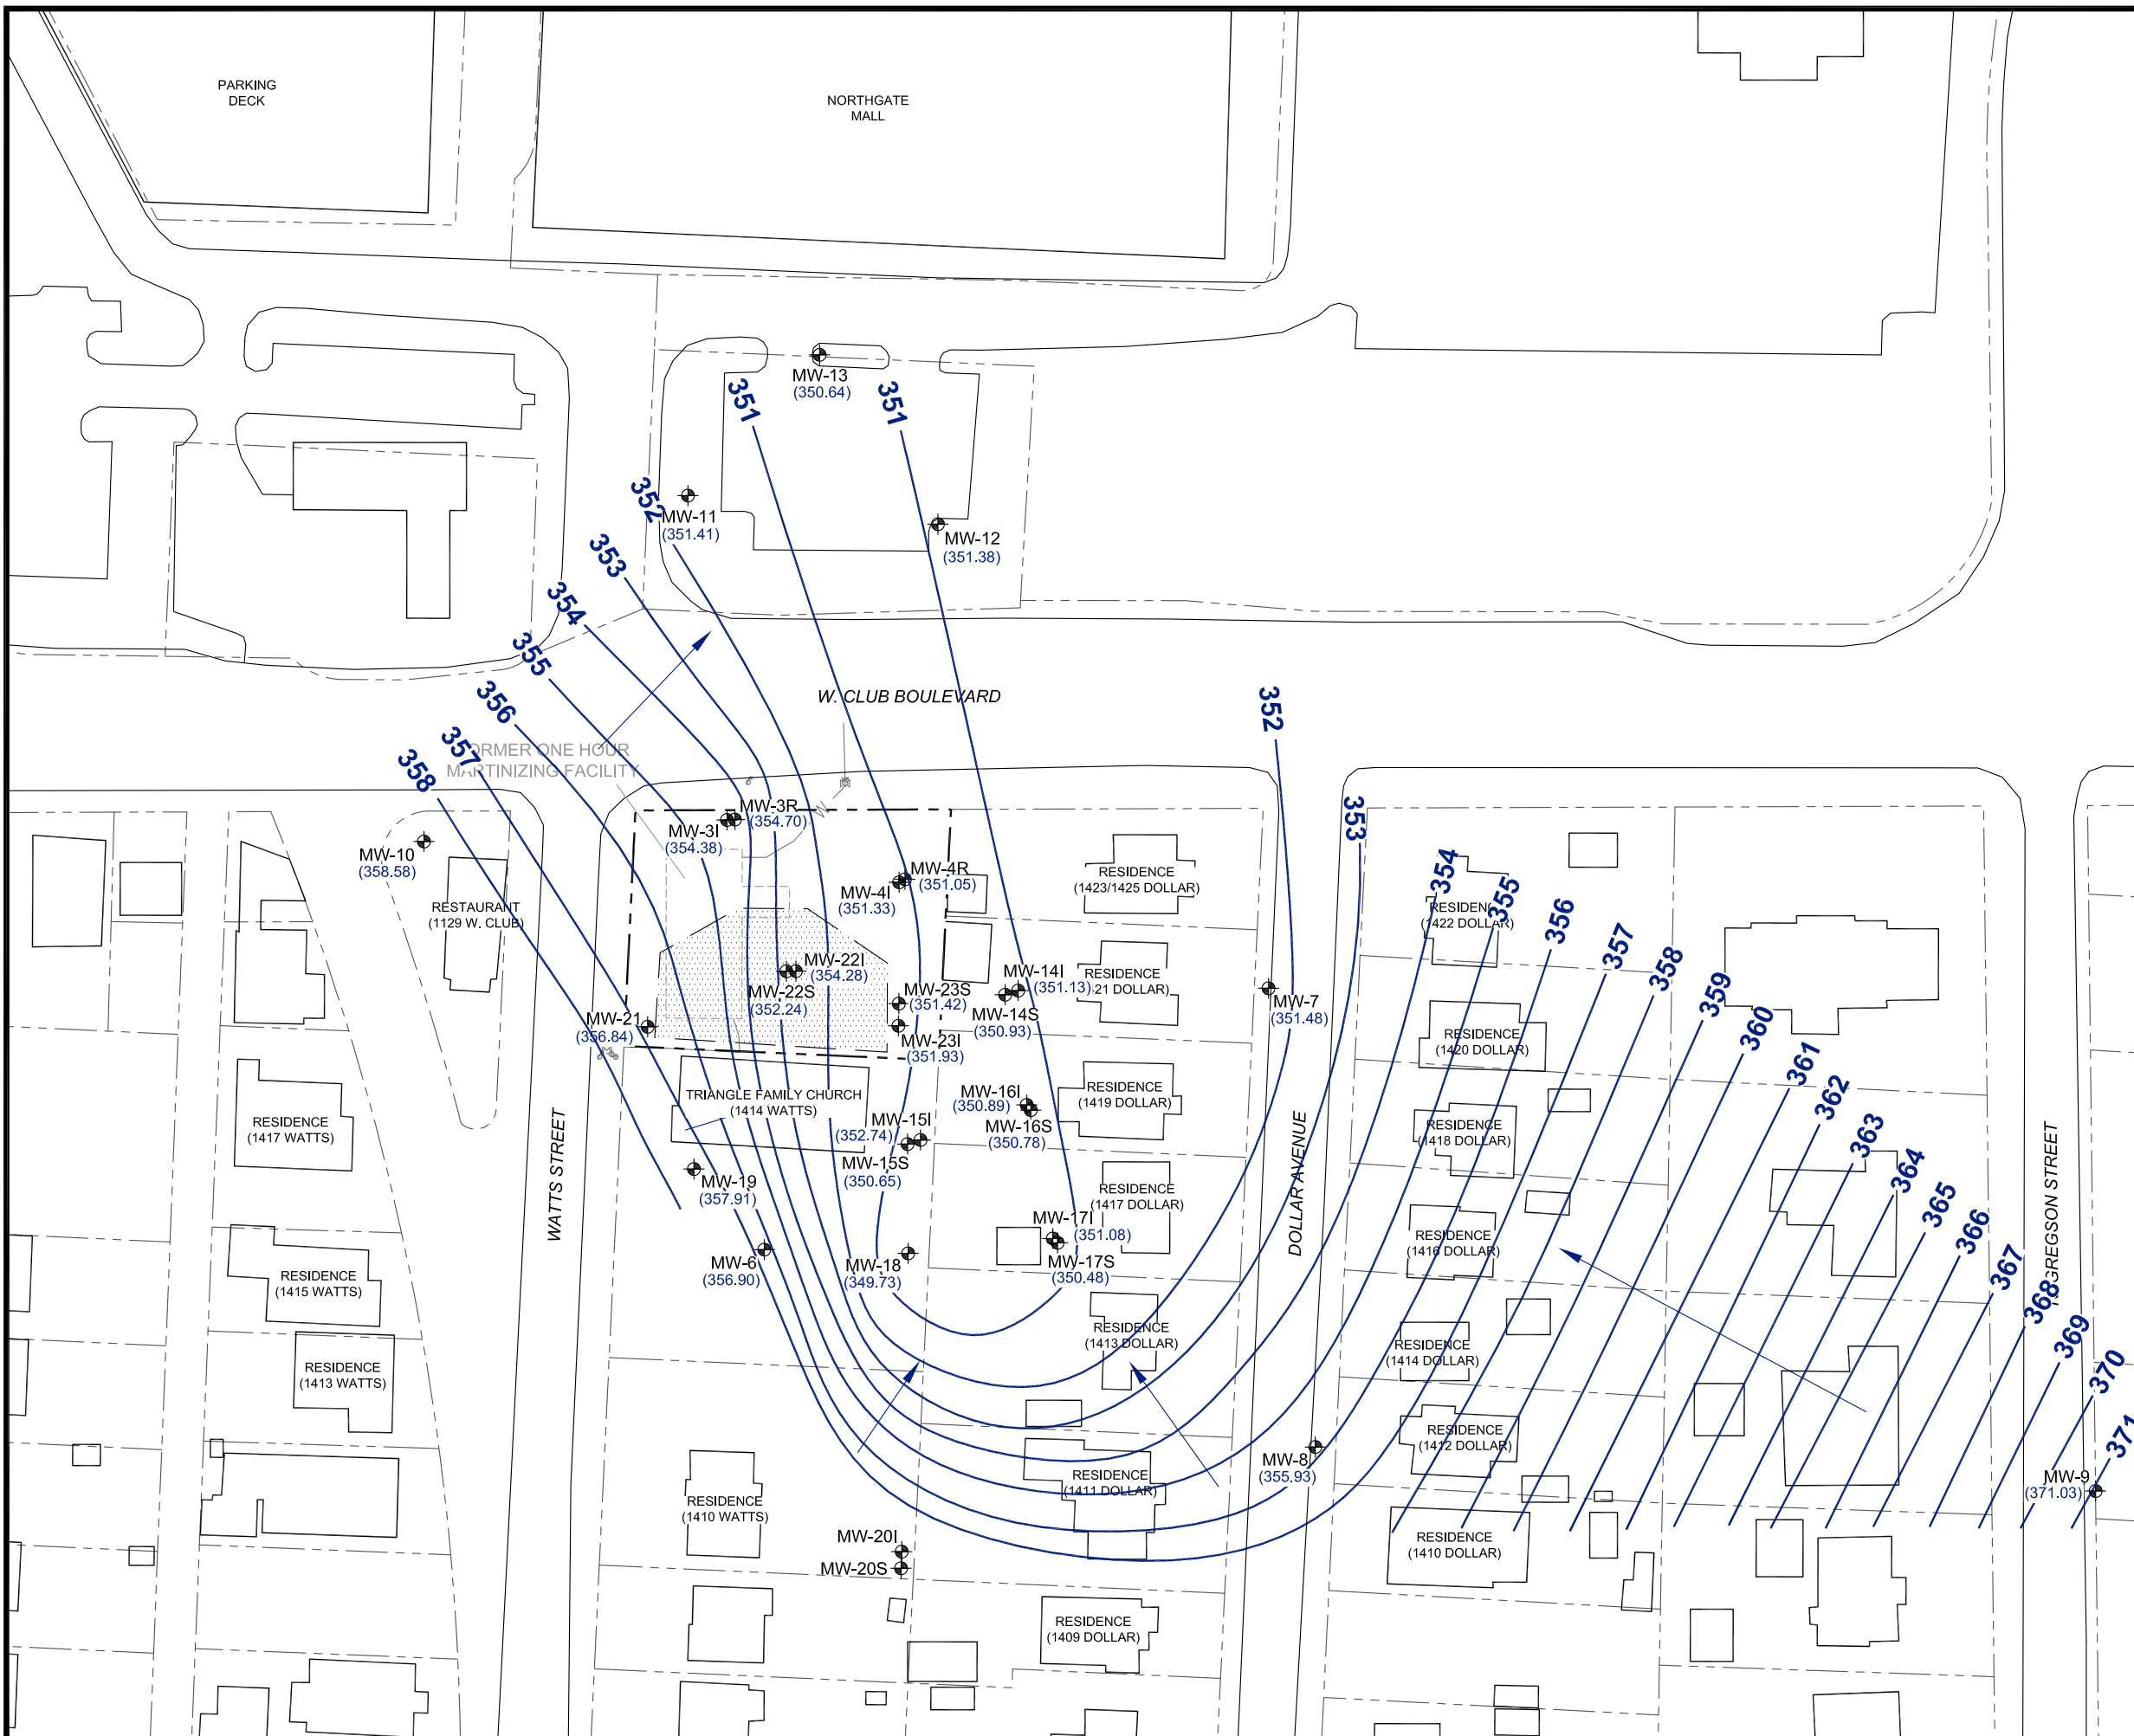 PARKING
DECK
NORTHGATE
MALL
MW-13
(350.64)
351
351
352
MW-11
(351.41)
MW-12
(351.38)
353
354
355
356
357
358
W. CLUB BOULEVARD
352
353
MARTINIZING FACILITY
MW-3R
(354.70)
MW-3I
(354.38)
MW-10
(358.58)
MW-4R
(351.05)
MW-4I
(351.33)
RESTAURANT
(1129 W. CLUB)
RESIDENCE
(1423/1425 DOLLAR)
354
355
356
357
358
359
360
361
362
363
364
365
366
367
368
369
370
371
(1422 DOLLAR)
MW-22I
(354.28)
MW-22S
(352.24)
MW-23S
(351.42)
MW-23I
(351.93)
MW-14I
(351.13)
MW-14S
(350.93)
RESIDENCE
MW-7
(351.48)
MW-21
(356.84)
RESIDENCE
(1420 DOLLAR)
TRIANGLE FAMILY CHURCH
(1414 WATTS)
MW-16I
(350.89)
MW-16S
(350.78)
RESIDENCE
(1419 DOLLAR)
RESIDENCE
(1417 WATTS)
WATTS STREET
MW-15I
(352.74)
MW-15S
(350.65)
RESIDENCE
(1418 DOLLAR)
DOLLAR AVENUE
GREGSON STREET
MW-19
(357.91)
RESIDENCE
(1417 DOLLAR)
MW-17I
(351.08)
MW-17S
(350.48)
MW-6
(356.90)
MW-18
(349.73)
RESIDENCE
(1416 DOLLAR)
RESIDENCE
(1415 WATTS)
RESIDENCE
(1413 DOLLAR)
RESIDENCE
(1414 DOLLAR)
RESIDENCE
(1413 WATTS)
RESIDENCE
(1412 DOLLAR)
MW-8
(355.93)
RESIDENCE
(1411 DOLLAR)
MW-9
(371.03)
RESIDENCE
(1410 WATTS)
MW-20I
MW-20S
RESIDENCE
(1410 DOLLAR)
RESIDENCE
(1409 DOLLAR)